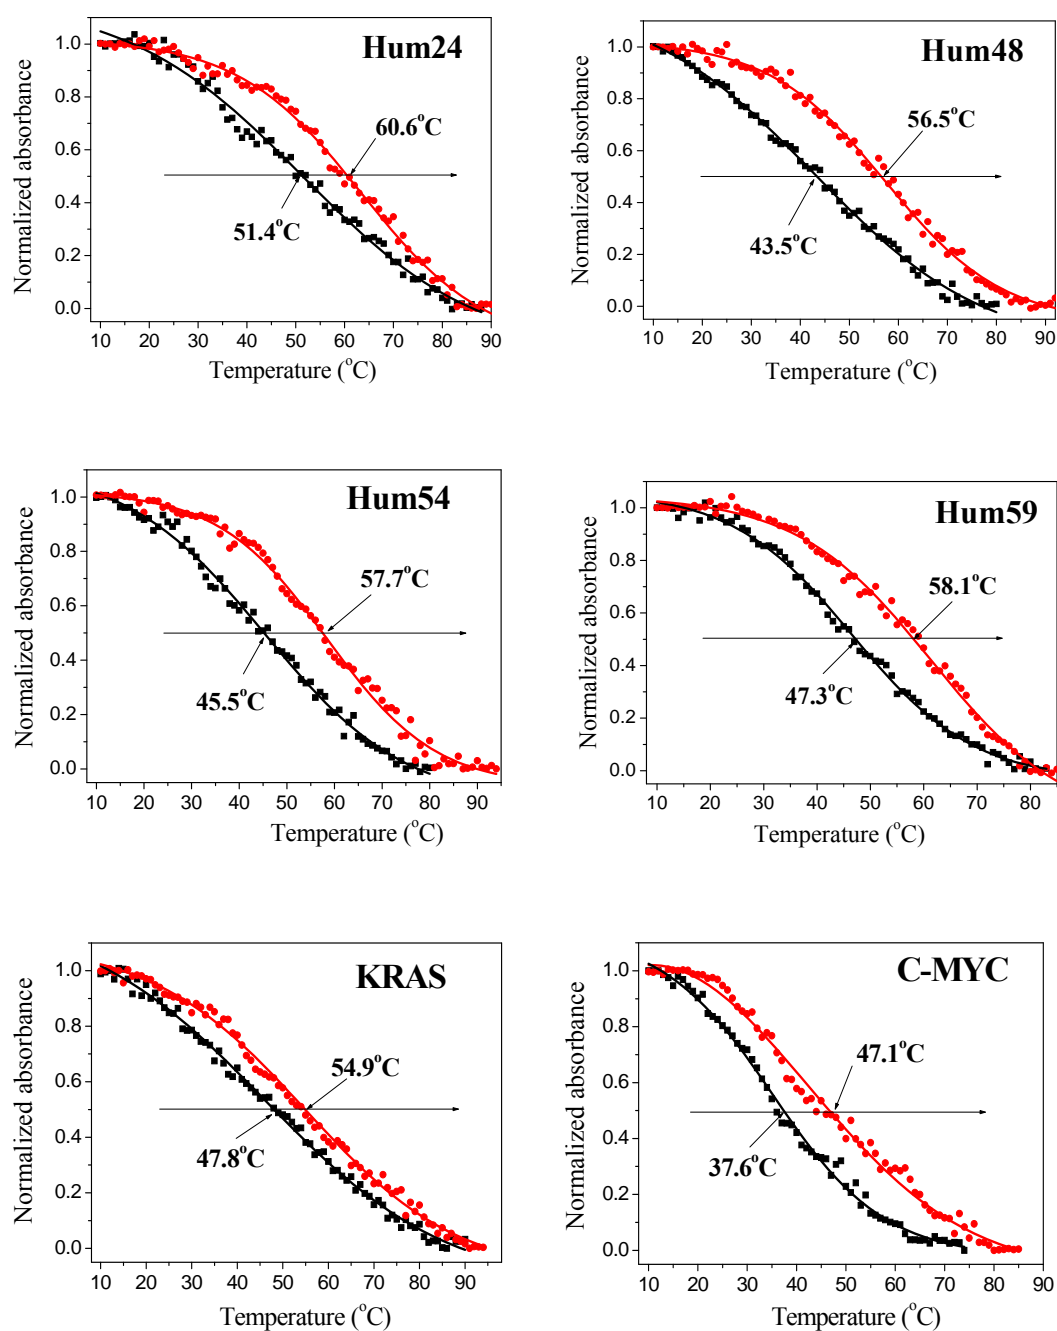 Hum24
Normalized absorbance
1.0
0.8
0.6
0.4
0.2
0.0
60.6°C
51.4°C
10 20 30 40 50 60 70 80 90
Temperature (°C)
Hum48
Normalized absorbance
1.0
0.8
0.6
0.4
0.2
0.0
56.5°C
43.5°C
10 20 30 40 50 60 70 80 90
Temperature (°C)
Hum54
Normalized absorbance
1.0
0.8
0.6
0.4
0.2
0.0
57.7°C
45.5°C
10 20 30 40 50 60 70 80 90
Temperature (°C)
Hum59
Normalized absorbance
1.0
0.8
0.6
0.4
0.2
0.0
58.1°C
47.3°C
10 20 30 40 50 60 70 80
Temperature (°C)
KRAS
Normalized absorbance
1.0
0.8
0.6
0.4
0.2
0.0
54.9°C
47.8°C
10 20 30 40 50 60 70 80 90
Temperature (°C)
C-MYC
Normalized absorbance
1.0
0.8
0.6
0.4
0.2
0.0
47.1°C
37.6°C
10 20 30 40 50 60 70 80 90
Temperature (°C)